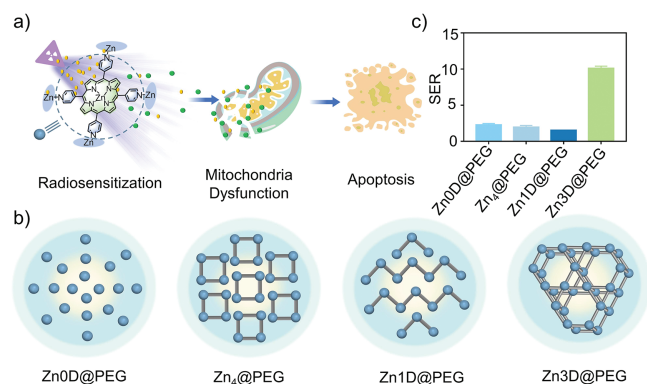 a)
Zn
N
Zn
N
N
Zn
N
N
N
N
Zn
N
Zn
Radiosensitization
Mitochondria
Dysfunction
Apoptosis
c)
SER
15
10
5
0
Zn0D@PEG
Zn₄@PEG
Zn1D@PEG
Zn3D@PEG
b)
Zn0D@PEG
Zn₄@PEG
Zn1D@PEG
Zn3D@PEG